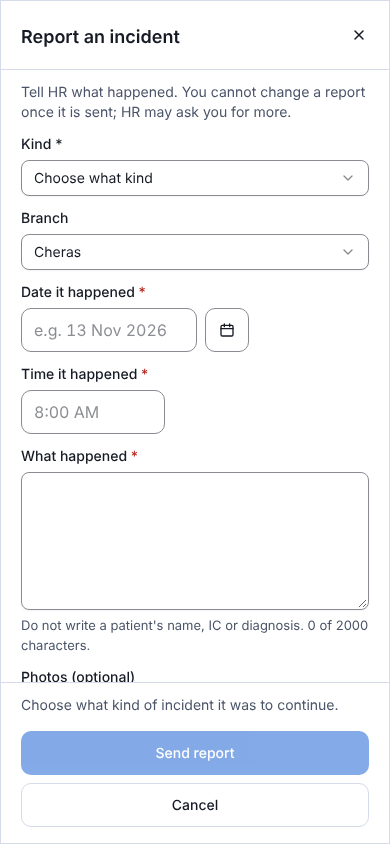 Report an incident
Tell HR what happened. You cannot change a report
once it is sent; HR may ask you for more.
Kind *
Choose what kind
Branch
Cheras
Date it happened *
e.g. 13 Nov 2026
Time it happened *
8:00 AM
What happened *
Do not write a patient's name, IC or diagnosis. 0 of 2000
characters.
Photos (optional)
Choose what kind of incident it was to continue.
Send report
Cancel